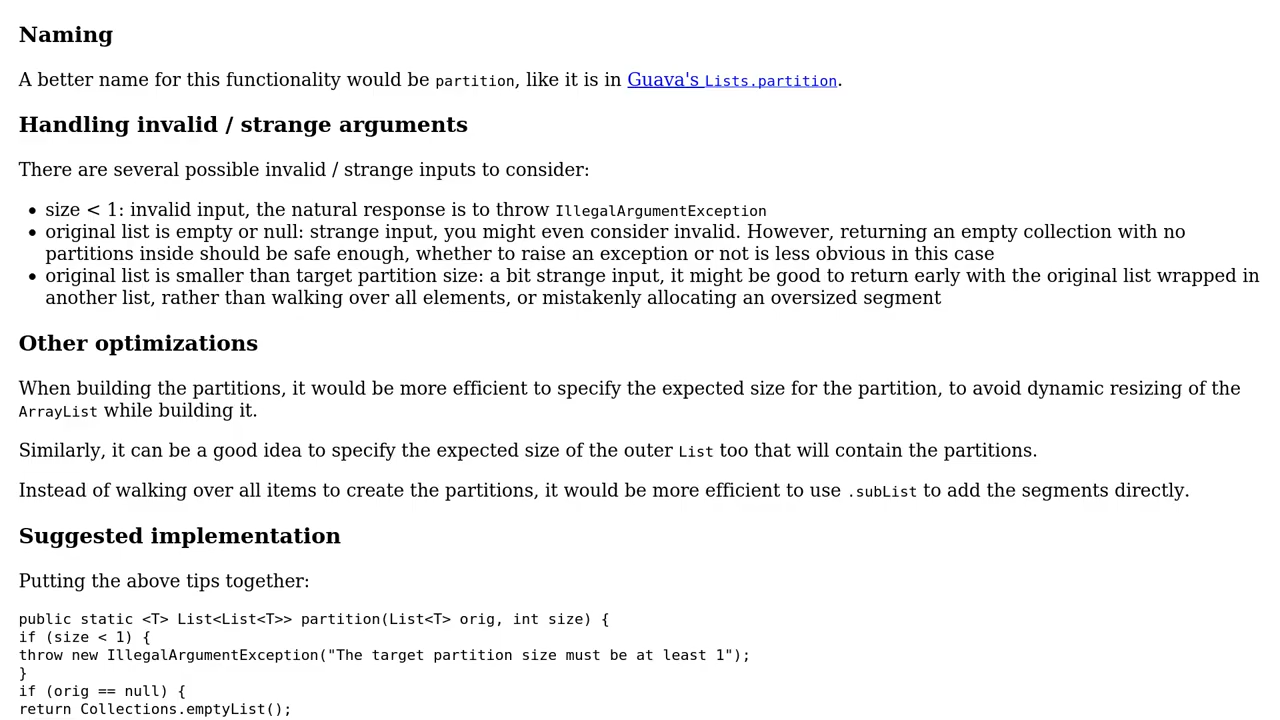 Naming
A better name for this functionality would be partition, like it is in Guava's Lists.partition.
Handling invalid / strange arguments
There are several possible invalid / strange inputs to consider:
• size < 1: invalid input, the natural response is to throw IllegalArgumentException
• original list is empty or null: strange input, you might even consider invalid. However, returning an empty collection with no
partitions inside should be safe enough, whether to raise an exception or not is less obvious in this case
• original list is smaller than target partition size: a bit strange input, it might be good to return early with the original list wrapped in
another list, rather than walking over all elements, or mistakenly allocating an oversized segment
Other optimizations
When building the partitions, it would be more efficient to specify the expected size for the partition, to avoid dynamic resizing of the
ArrayList while building it.
Similarly, it can be a good idea to specify the expected size of the outer List too that will contain the partitions.
Instead of walking over all items to create the partitions, it would be more efficient to use .subList to add the segments directly.
Suggested implementation
Putting the above tips together:
public static <T> List<List<T>> partition(List<T> orig, int size) {
if (size < 1) {
throw new IllegalArgumentException("The target partition size must be at least 1");
}
if (orig == null) {
return Collections.emptyList();